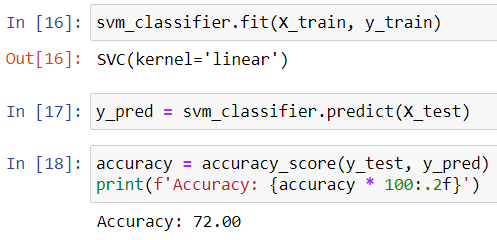 In [16]: svm_classifier.fit(X_train, y_train)
Out[16]: SVC(kernel='linear')
In [17]: y_pred = svm_classifier.predict(X_test)
In [18]: accuracy = accuracy_score(y_test, y_pred)
print(f'Accuracy: {accuracy * 100:.2f}')
Accuracy: 72.00